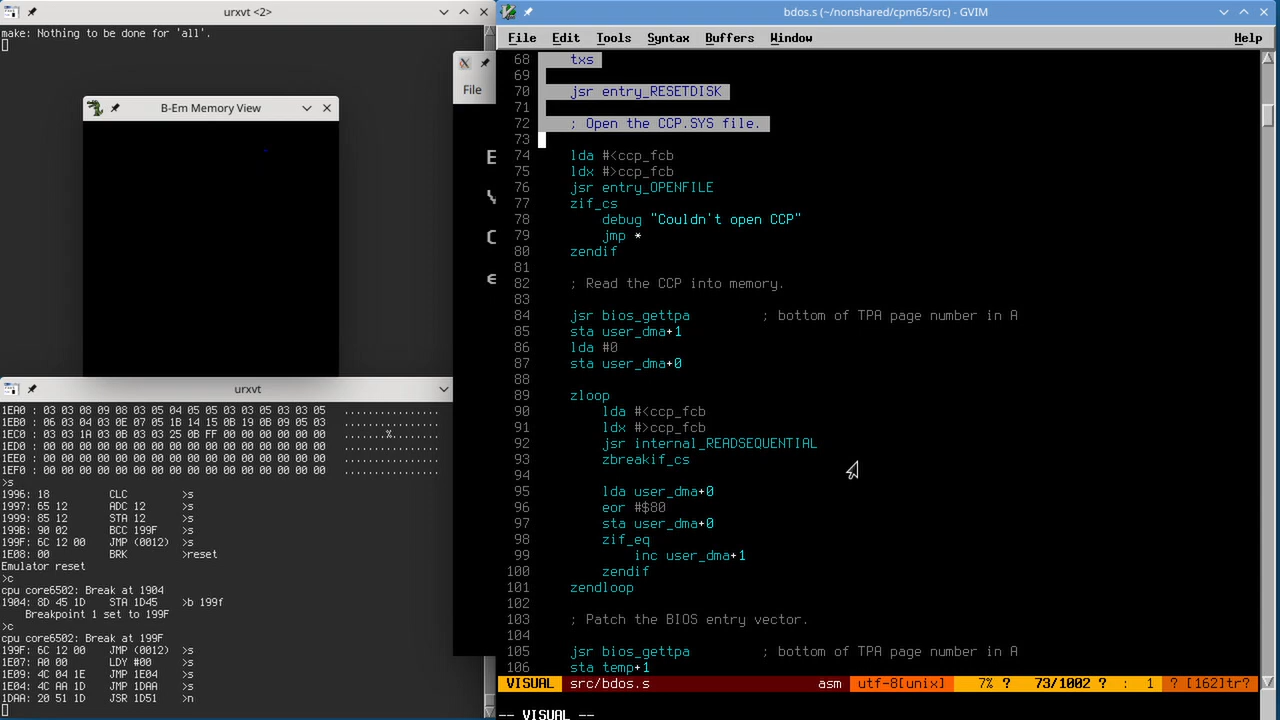 urxvt <2>
make: Nothing to be done for 'all'.
B-Em Memory View
File
urxvt
1EA0 : 03 03 08 09 08 03 05 04 05 05 03 03 05 03 03 05 ................
1EB0 : 06 03 04 03 0E 07 05 1B 14 15 0B 19 0B 09 05 03 ................
1EC0 : 03 03 1A 03 0B 03 03 25 0B FF 00 00 00 00 00 00 .......%........
1ED0 : 00 00 00 00 00 00 00 00 00 00 00 00 00 00 00 00 ................
1EE0 : 00 00 00 00 00 00 00 00 00 00 00 00 00 00 00 00 ................
1EF0 : 00 00 00 00 00 00 00 00 00 00 00 00 00 00 00 00 ................
>s
1996: 18 CLC >s
1997: 65 12 ADC 12 >s
1999: 85 12 STA 12 >s
199B: 90 02 BCC 199F >s
199F: 6C 12 00 JMP (0012) >s
1E08: 00 BRK >reset
Emulator reset
>c
cpu core6502: Break at 1904
1904: 8D 45 1D STA 1D45 >b 199f
Breakpoint 1 set to 199F
>c
cpu core6502: Break at 199F
199F: 6C 12 00 JMP (0012) >s
1E07: A0 00 LDY #00 >s
1E09: 4C 04 1E JMP 1E04 >s
1E04: 4C AA 1D JMP 1DAA >s
1DAA: 20 51 1D JSR 1D51 >n
bdos.s (~/nonshared/cpm65/src) - GVIM
File Edit Tools Syntax Buffers Window Help
68 txs
69
70 jsr entry_RESETDISK
71
72 ; Open the CCP.SYS file.
73
74 lda #<ccp_fcb
75 ldx #>ccp_fcb
76 jsr entry_OPENFILE
77 zif_cs
78 debug "Couldn't open CCP"
79 jmp *
80 zendif
81
82 ; Read the CCP into memory.
83
84 jsr bios_gettpa ; bottom of TPA page number in A
85 sta user_dma+1
86 lda #0
87 sta user_dma+0
88
89 zloop
90 lda #<ccp_fcb
91 ldx #>ccp_fcb
92 jsr internal_READSEQUENTIAL
93 zbreakif_cs
94
95 lda user_dma+0
96 eor #$80
97 sta user_dma+0
98 zif_eq
99 inc user_dma+1
100 zendif
101 zendloop
102
103 ; Patch the BIOS entry vector.
104
105 jsr bios_gettpa ; bottom of TPA page number in A
106 sta temp+1
VISUAL src/bdos.s asm utf-8[unix] 7% ? 73/1002 ? : 1 ? [162]tr?
-- VISUAL --